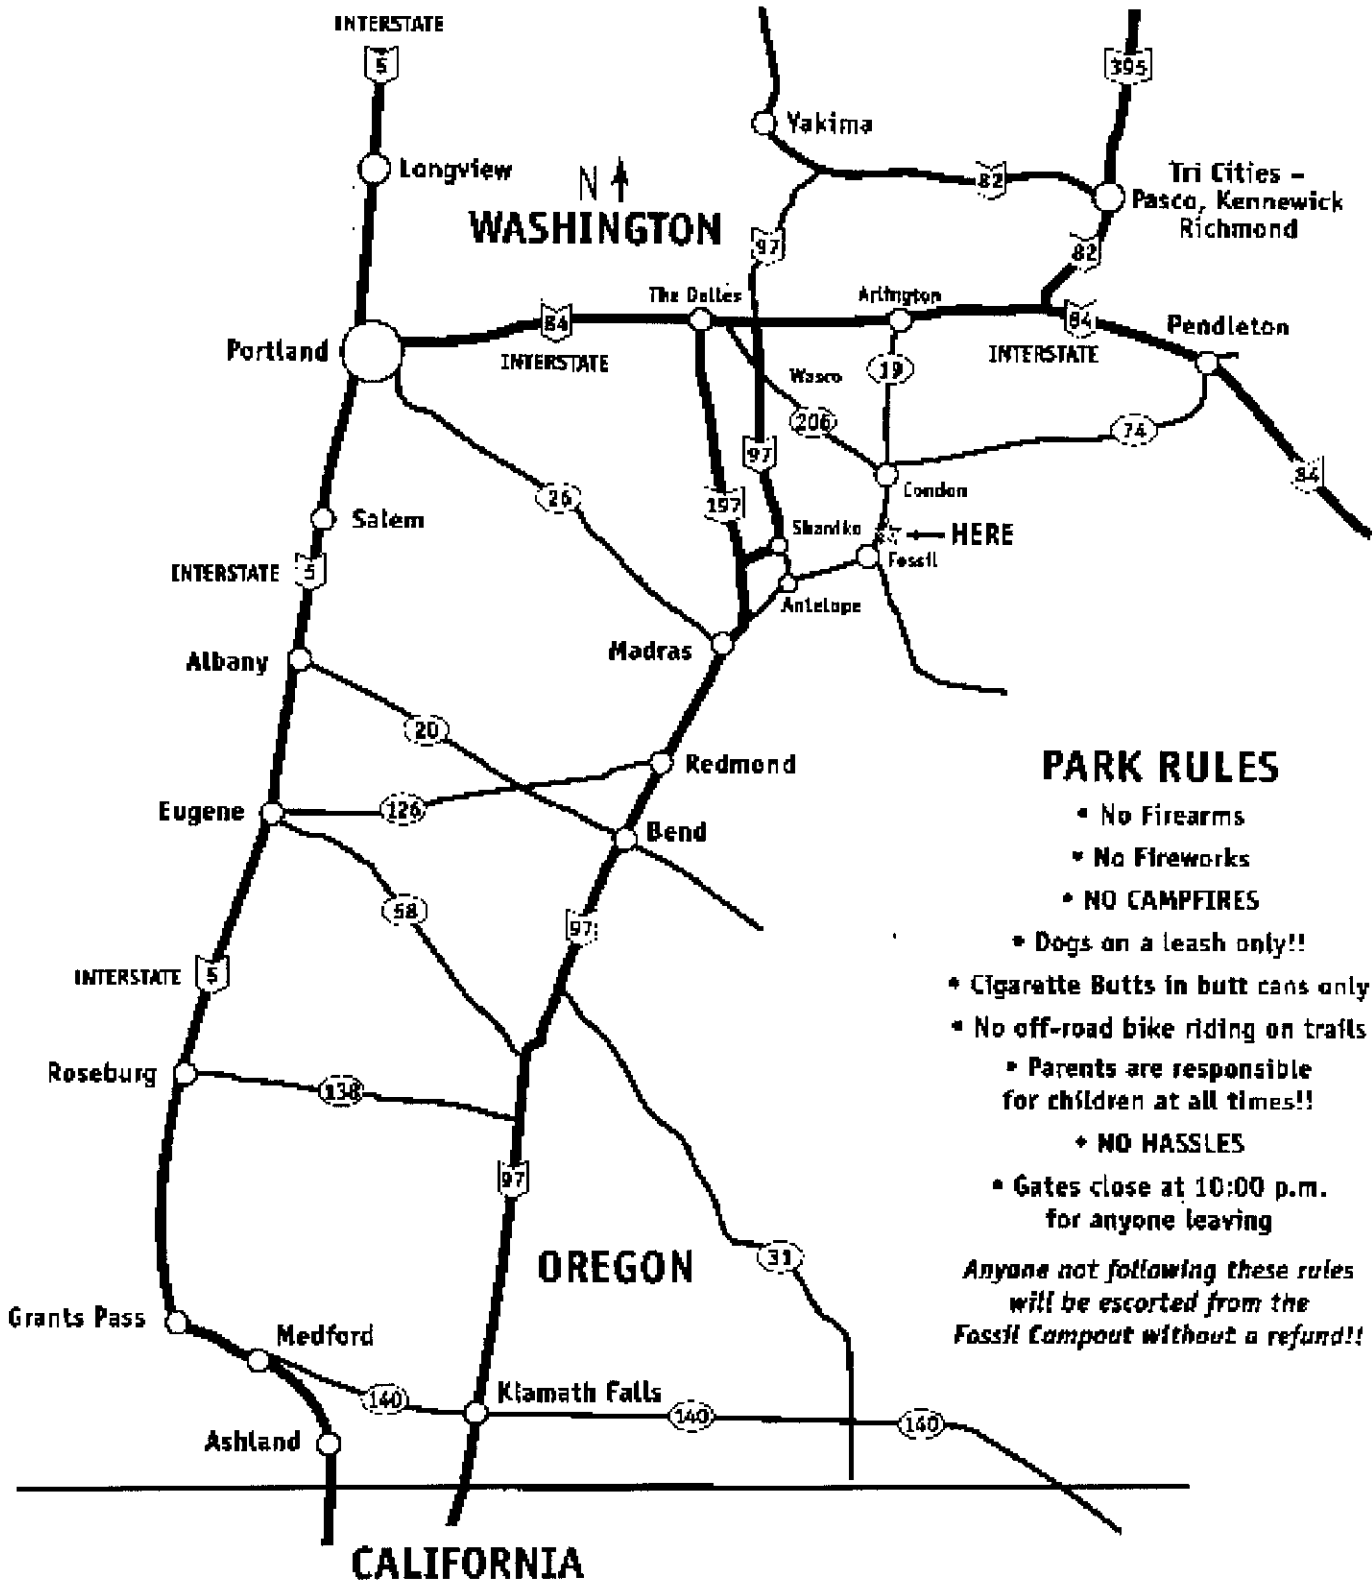 INTERSTATE
5
395
Yakima
Longview
N
82
Tri Cities –
Pasco, Kennewick
Richmond
WASHINGTON
97
82
The Dalles
Arlington
84
84
Pendleton
Portland
INTERSTATE
INTERSTATE
19
Wasco
206
74
97
84
26
Condon
197
Salem
Shaniko
HERE
Fossil
INTERSTATE
5
Antelope
Madras
Albany
20
Redmond
Eugene
126
Bend
58
97
INTERSTATE
5
Roseburg
138
97
OREGON
31
Grants Pass
Medford
Klamath Falls
140
140
140
Ashland
CALIFORNIA
PARK RULES
• No Firearms
• No Fireworks
• NO CAMPFIRES
• Dogs on a leash only!!
• Cigarette Butts in butt cans only
• No off-road bike riding on trails
• Parents are responsible
for children at all times!!
• NO HASSLES
• Gates close at 10:00 p.m.
for anyone leaving
Anyone not following these rules
will be escorted from the
Fossil Campout without a refund!!